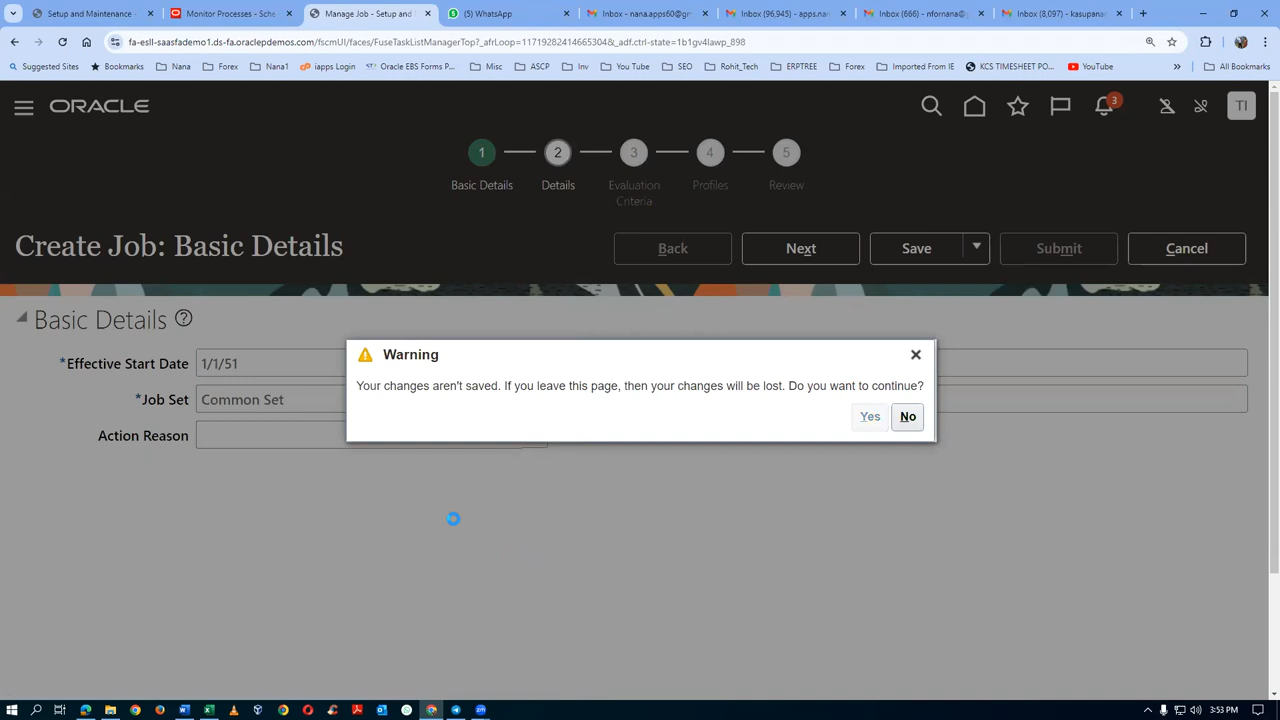 Setup and Maintenance -
Monitor Processes - Sche
Manage Job - Setup and
(5) WhatsApp
Inbox - nana.apps60@gm
Inbox (96,945) - apps.nan
Inbox (666) - nfornana@g
Inbox (8,097) - kasupana
fa-esll-saasfademo1.ds-fa.oraclepdemos.com/fscmUI/faces/FuseTaskListManagerTop?_afrLoop=11719282414665304&_adf.ctrl-state=1b1gv4lawp_898
Suggested Sites
Bookmarks
Nana
Forex
Nana1
iapps Login
Oracle EBS Forms P...
Misc
ASCP
Inv
You Tube
SEO
Rohit_Tech
ERPTREE
Forex
Imported From IE
KCS TIMESHEET PO...
YouTube
All Bookmarks
ORACLE
3
TI
1
2
3
4
5
Basic Details
Details
Evaluation
Criteria
Profiles
Review
Create Job: Basic Details
Back
Next
Save
Submit
Cancel
Basic Details
*Effective Start Date
1/1/51
*Job Set
Common Set
Action Reason
Warning
Your changes aren't saved. If you leave this page, then your changes will be lost. Do you want to continue?
Yes
No
3:53 PM